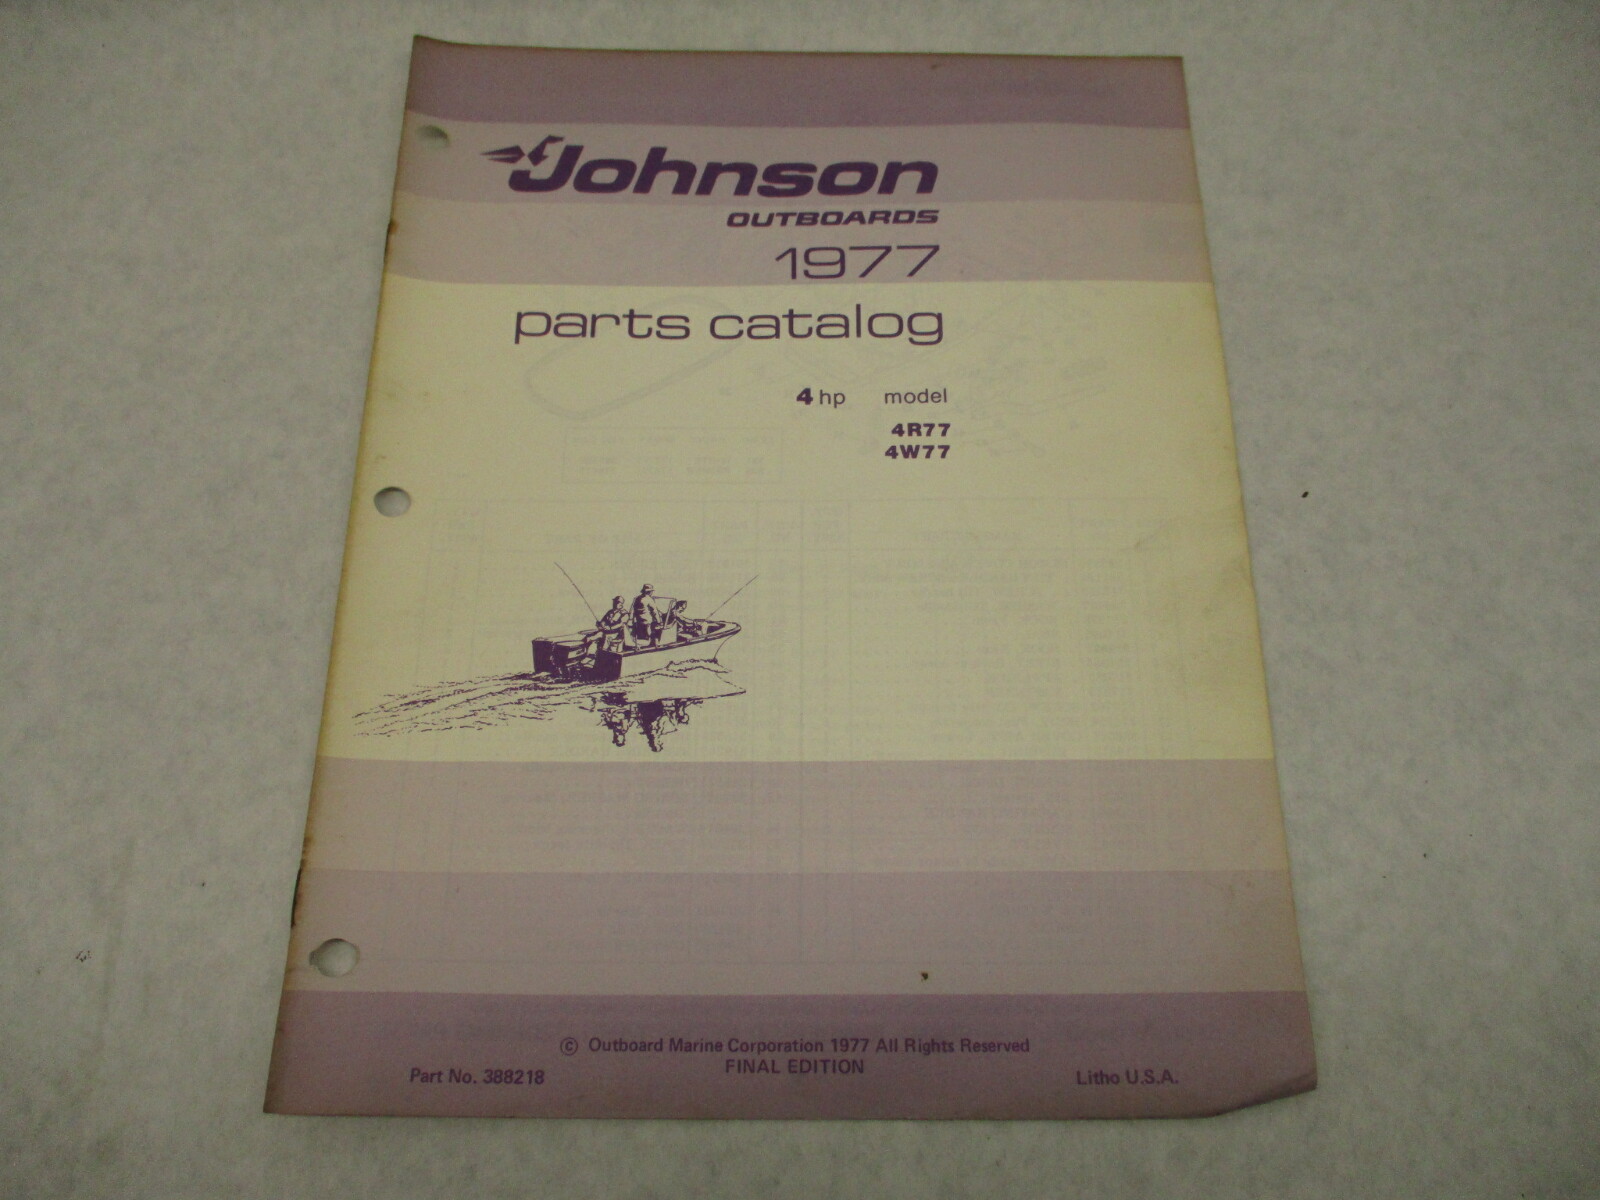 Johnson
OUTBOARDS
1977
parts catalog
4 hp model
4R77
4W77
© Outboard Marine Corporation 1977 All Rights Reserved
FINAL EDITION
Part No. 388218
Litho U.S.A.